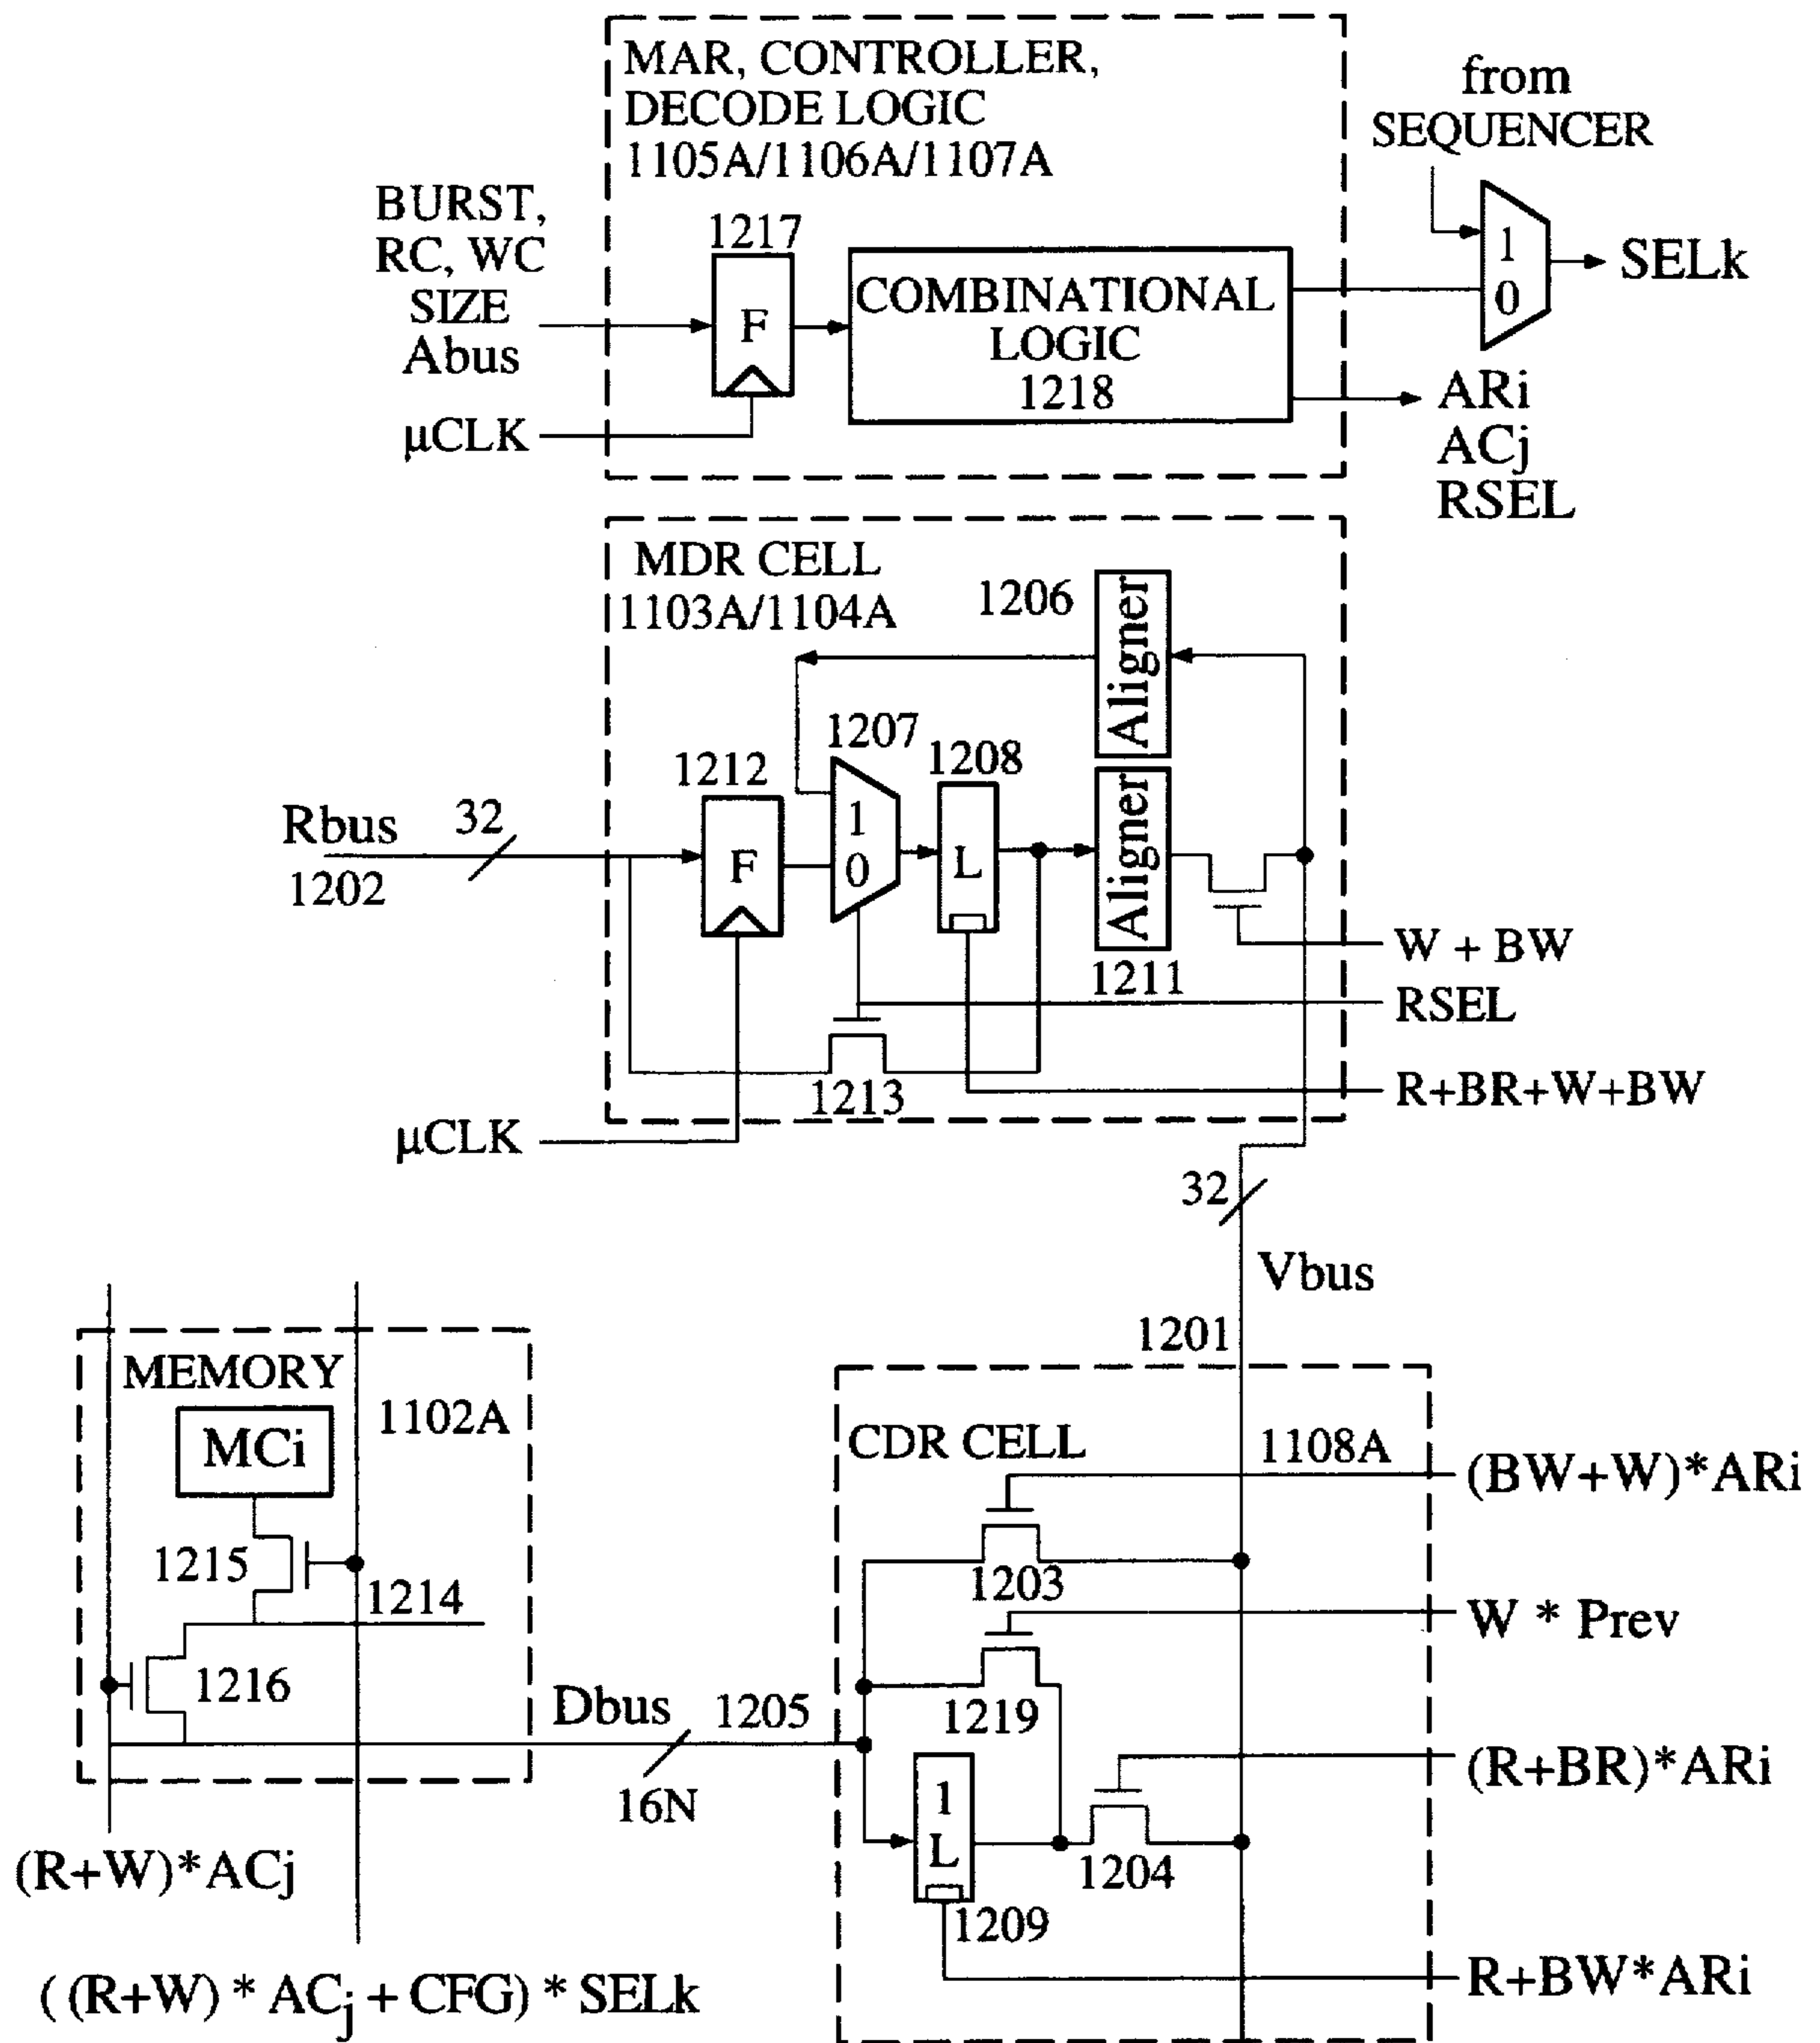 MAR, CONTROLLER,
DECODE LOGIC
1105A/1106A/1107A
from
SEQUENCER
BURST,
RC, WC
SIZE
Abus
1217
F
COMBINATIONAL
LOGIC
1218
1
0
SELk
µCLK
ARi
ACj
RSEL
MDR CELL
1103A/1104A
1206
Aligner
1207
1208
1212
Rbus
32
1202
F
1
0
L
Aligner
1211
W + BW
RSEL
1213
R+BR+W+BW
µCLK
32
Vbus
1201
MEMORY
1102A
MCi
CDR CELL
1108A
(BW+W)*ARi
1215
1214
1203
W * Prev
1216
Dbus
1205
1219
16N
(R+BR)*ARi
1
L
1204
(R+W)*ACj
1209
((R+W) * ACj + CFG) * SELk
R+BW*ARi